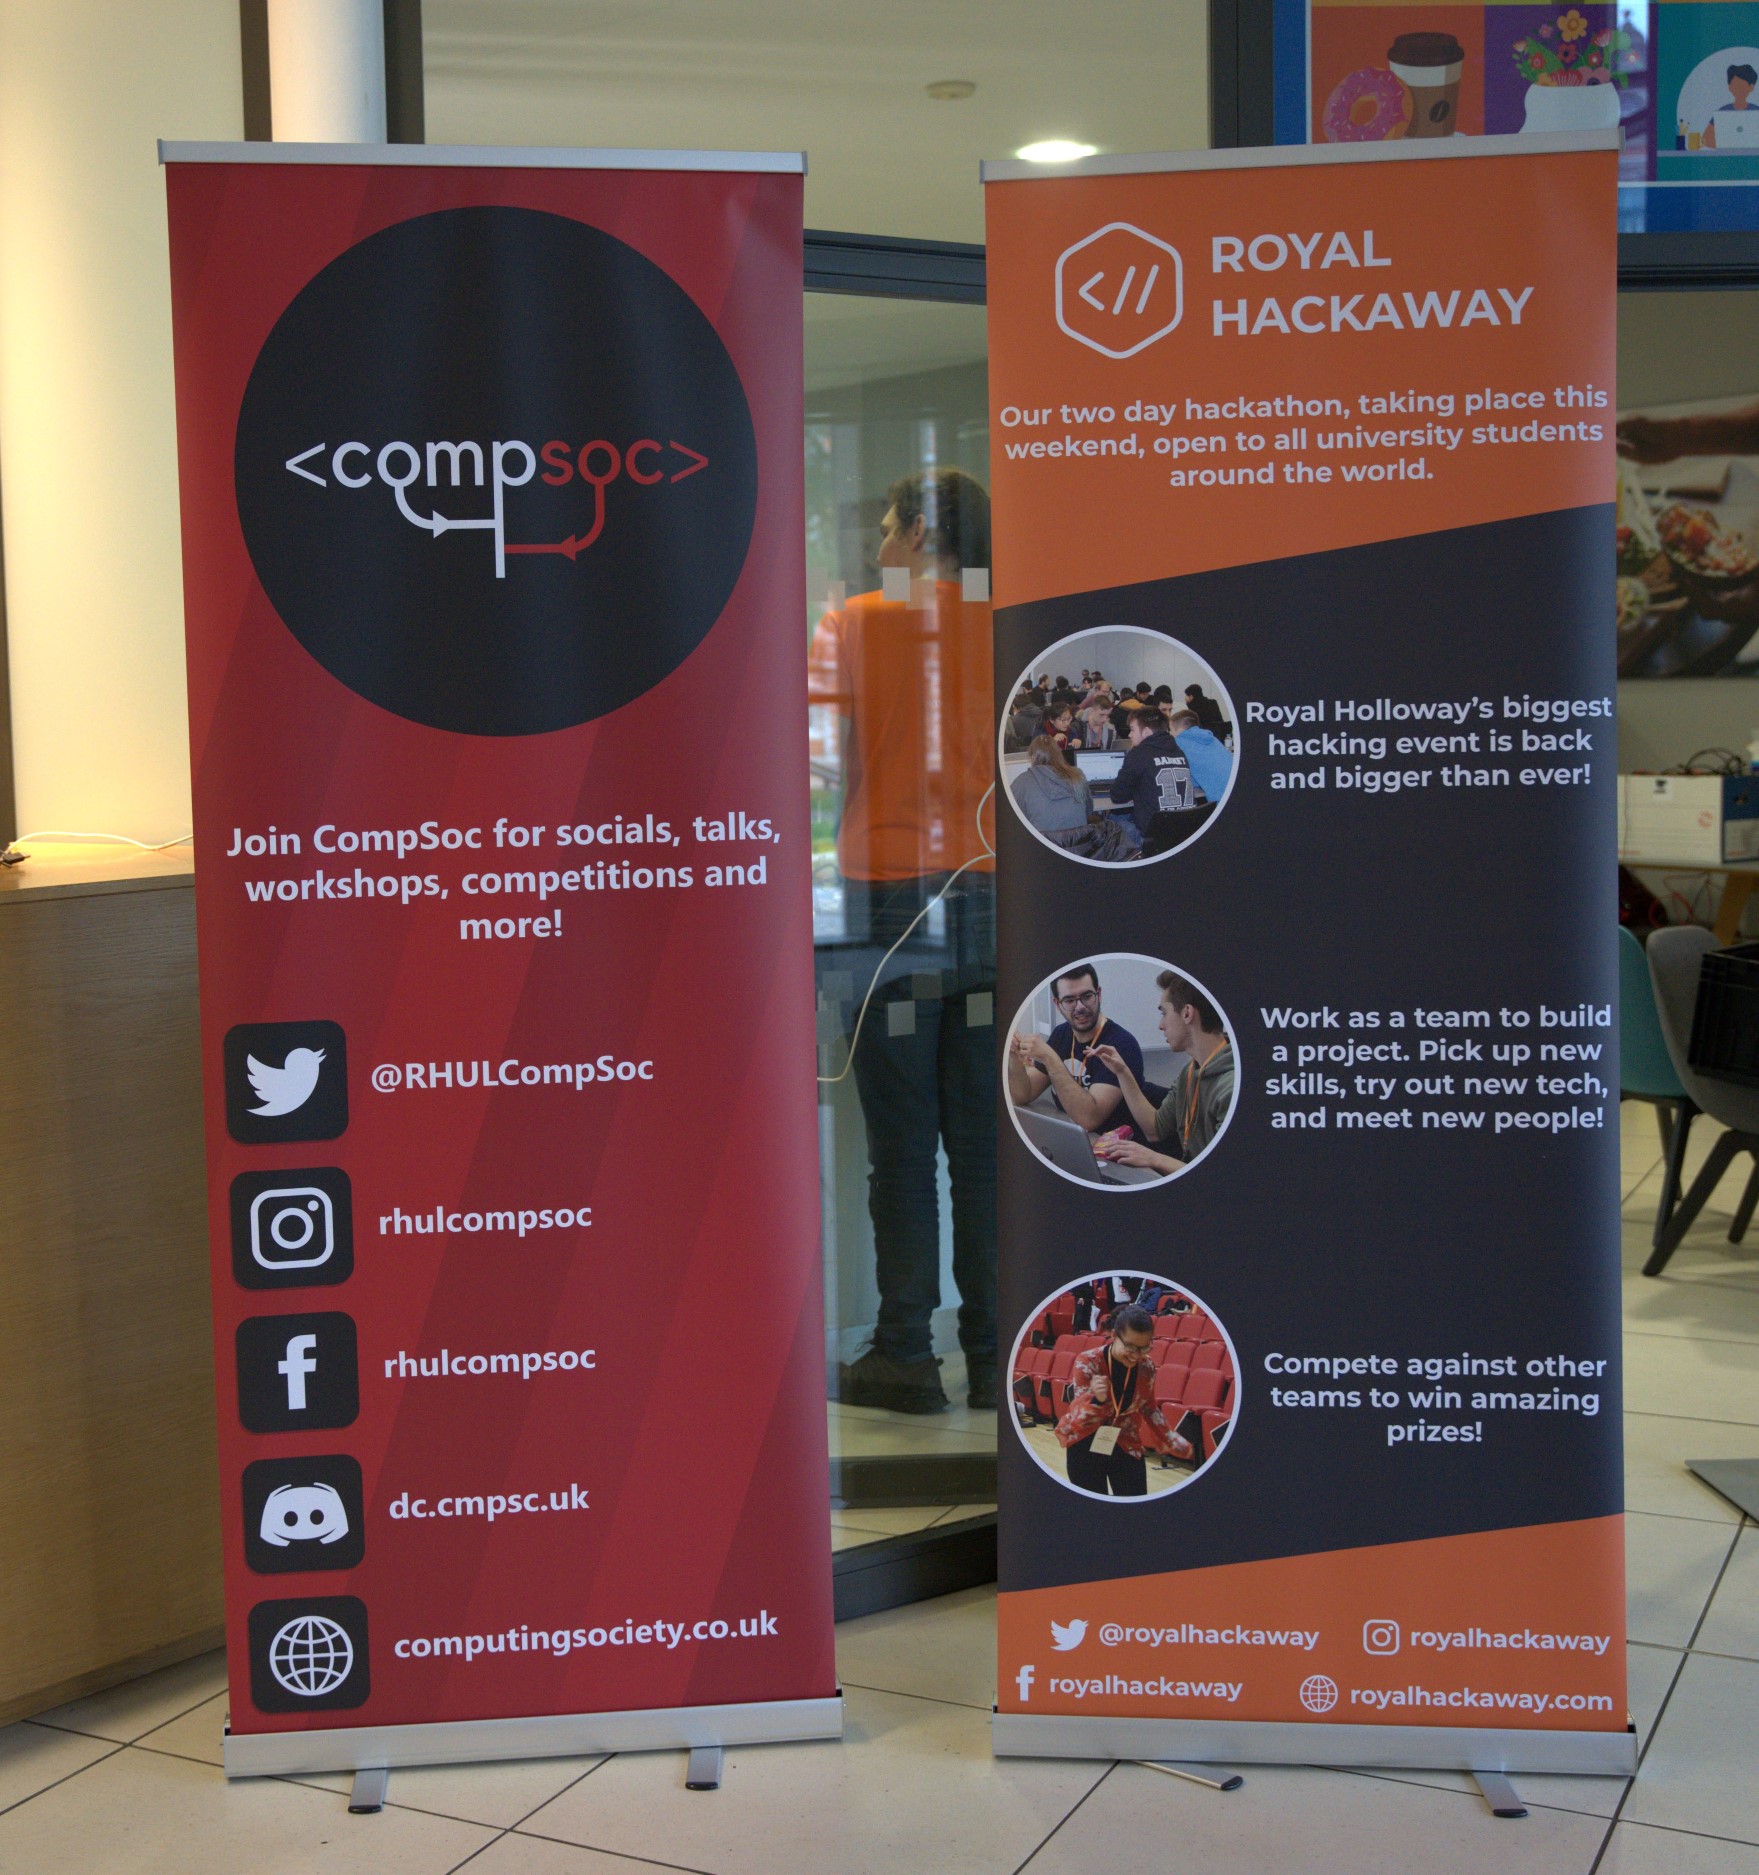 <compsoc>
Join CompSoc for socials, talks,
workshops, competitions and
more!
@RHULCompSoc
rhulcompsoc
rhulcompsoc
dc.cmpsc.uk
computingsociety.co.uk
<//
ROYAL
HACKAWAY
Our two day hackathon, taking place this
weekend, open to all university students
around the world.
Royal Holloway's biggest
hacking event is back
and bigger than ever!
17
Work as a team to build
a project. Pick up new
skills, try out new tech,
and meet new people!
Compete against other
teams to win amazing
prizes!
@royalhackaway
royalhackaway
royalhackaway
royalhackaway.com